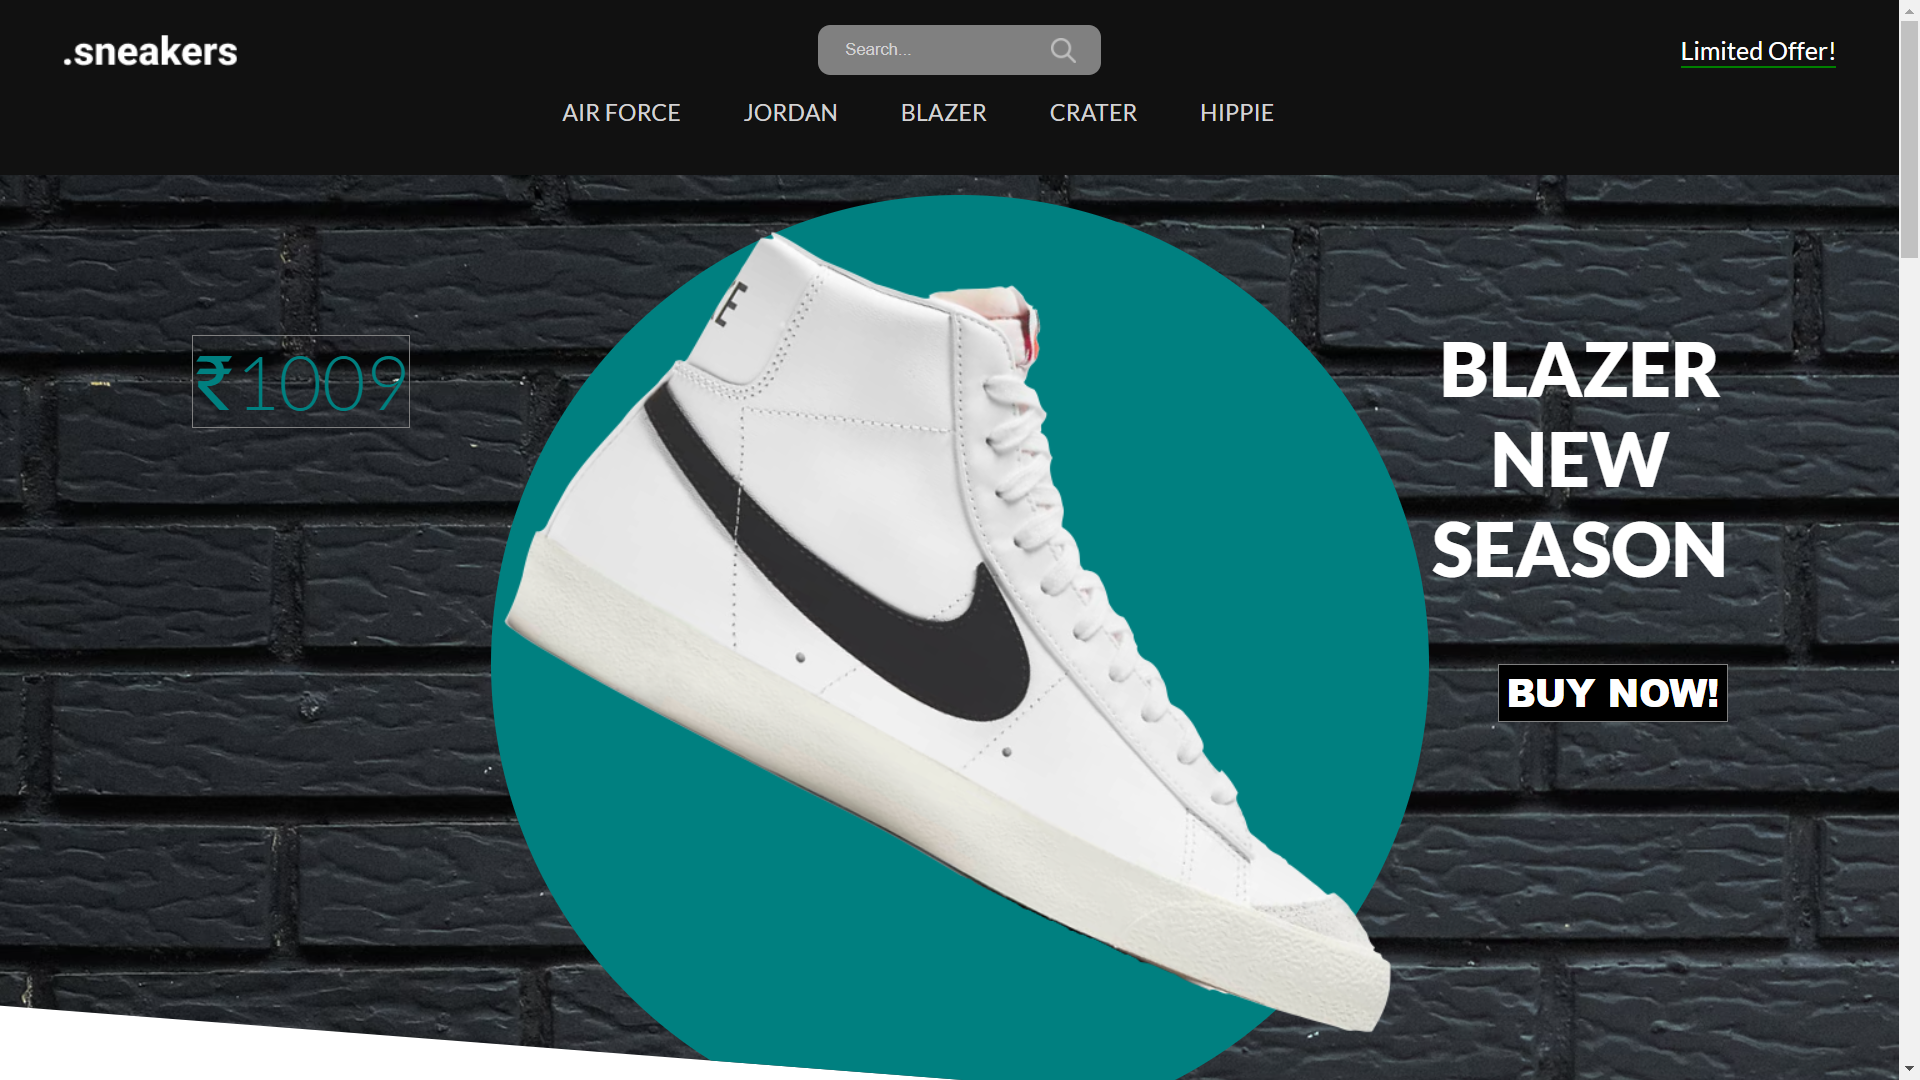 .sneakers
Search...
Limited Offer!
AIR FORCE
JORDAN
BLAZER
CRATER
HIPPIE
₹1009
BLAZER
NEW
SEASON
BUY NOW!